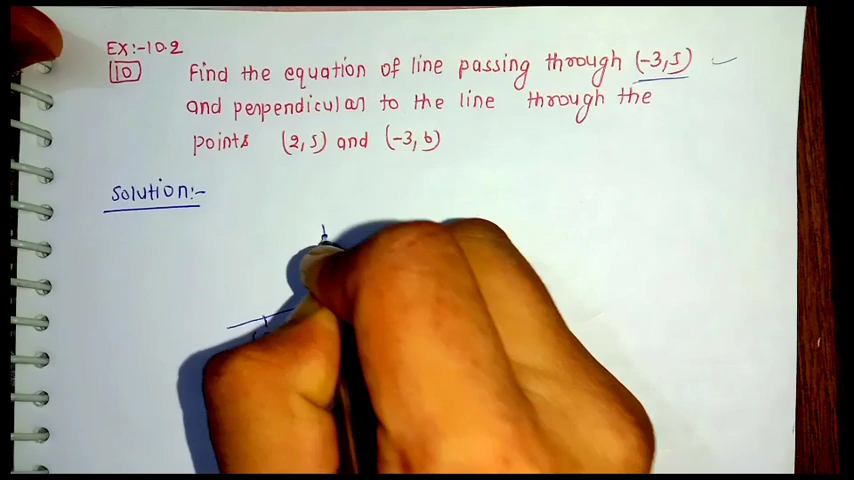 Ex:-10.2
10 Find the equation of line passing through (-3,5)
and perpendicular to the line through the
points (2,5) and (-3,6)
Solution:-